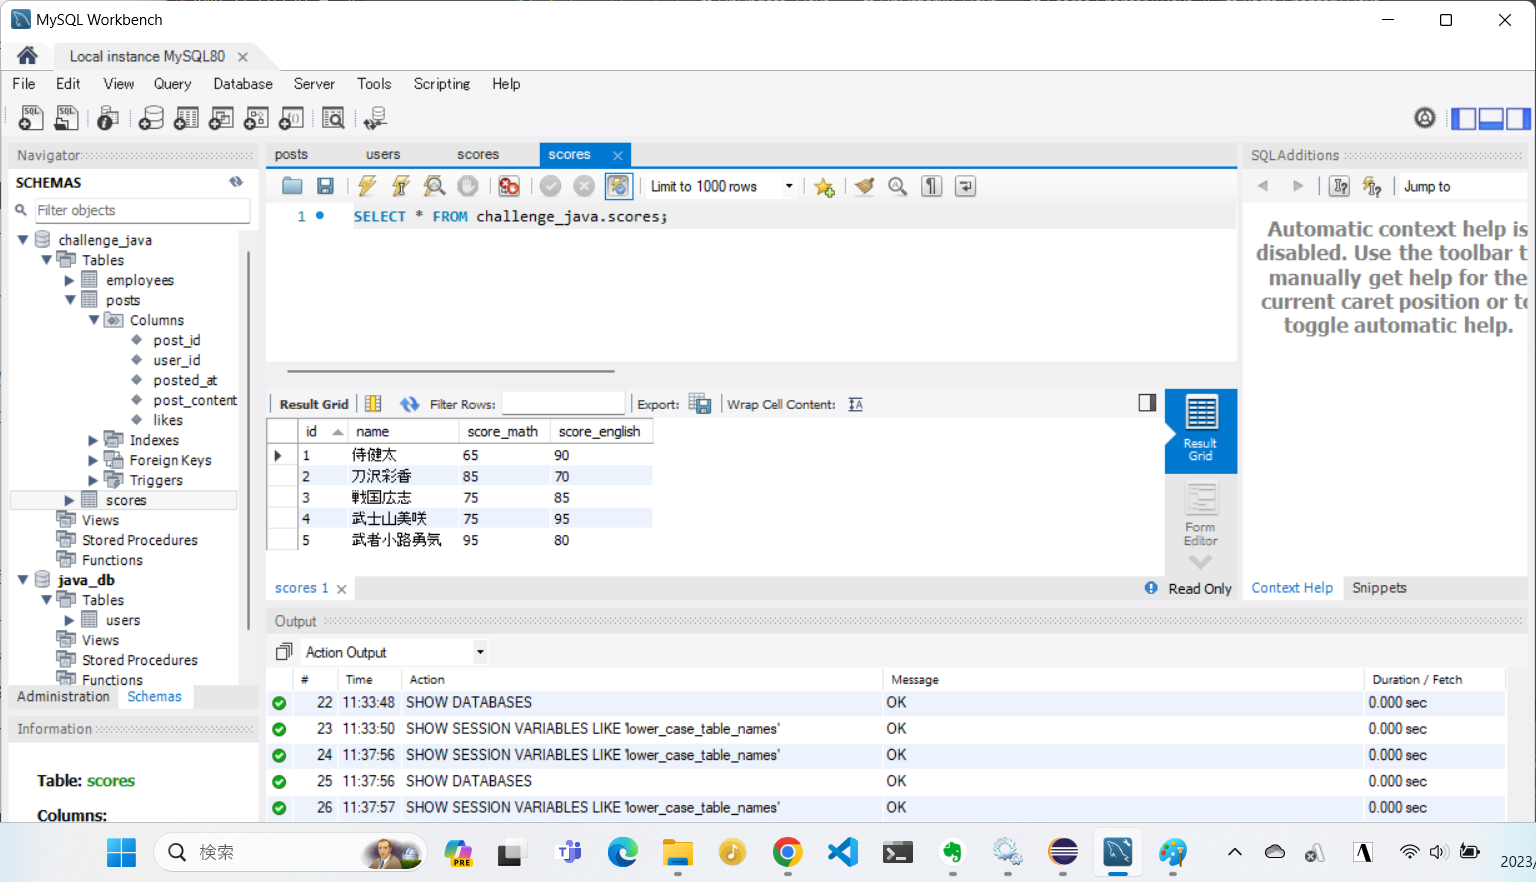 MySQL Workbench
Local instance MySQL80
File Edit View Query Database Server Tools Scripting Help
Navigator
SCHEMAS
Filter objects
challenge_java
Tables
employees
posts
Columns
post_id
user_id
posted_at
post_content
likes
Indexes
Foreign Keys
Triggers
scores
Views
Stored Procedures
Functions
java_db
Tables
users
Views
Stored Procedures
Functions
Administration Schemas
Information
Table: scores
Columns:
posts users scores scores
Limit to 1000 rows
1 SELECT * FROM challenge_java.scores;
Result Grid Filter Rows: Export: Wrap Cell Content:
id name score_math score_english
1 侍健太 65 90
2 刀沢彩香 85 70
3 戦国広志 75 85
4 武士山美咲 75 95
5 武者小路勇気 95 80
Result
Grid
Form
Editor
scores 1
Read Only
SQLAdditions
Jump to
Automatic context help is
disabled. Use the toolbar t
manually get help for the
current caret position or to
toggle automatic help.
Context Help Snippets
Output
Action Output
# Time Action Message Duration / Fetch
22 11:33:48 SHOW DATABASES OK 0.000 sec
23 11:33:50 SHOW SESSION VARIABLES LIKE 'lower_case_table_names' OK 0.000 sec
24 11:37:56 SHOW SESSION VARIABLES LIKE 'lower_case_table_names' OK 0.000 sec
25 11:37:56 SHOW DATABASES OK 0.000 sec
26 11:37:57 SHOW SESSION VARIABLES LIKE 'lower_case_table_names' OK 0.000 sec
検索
PRE
A
2023/